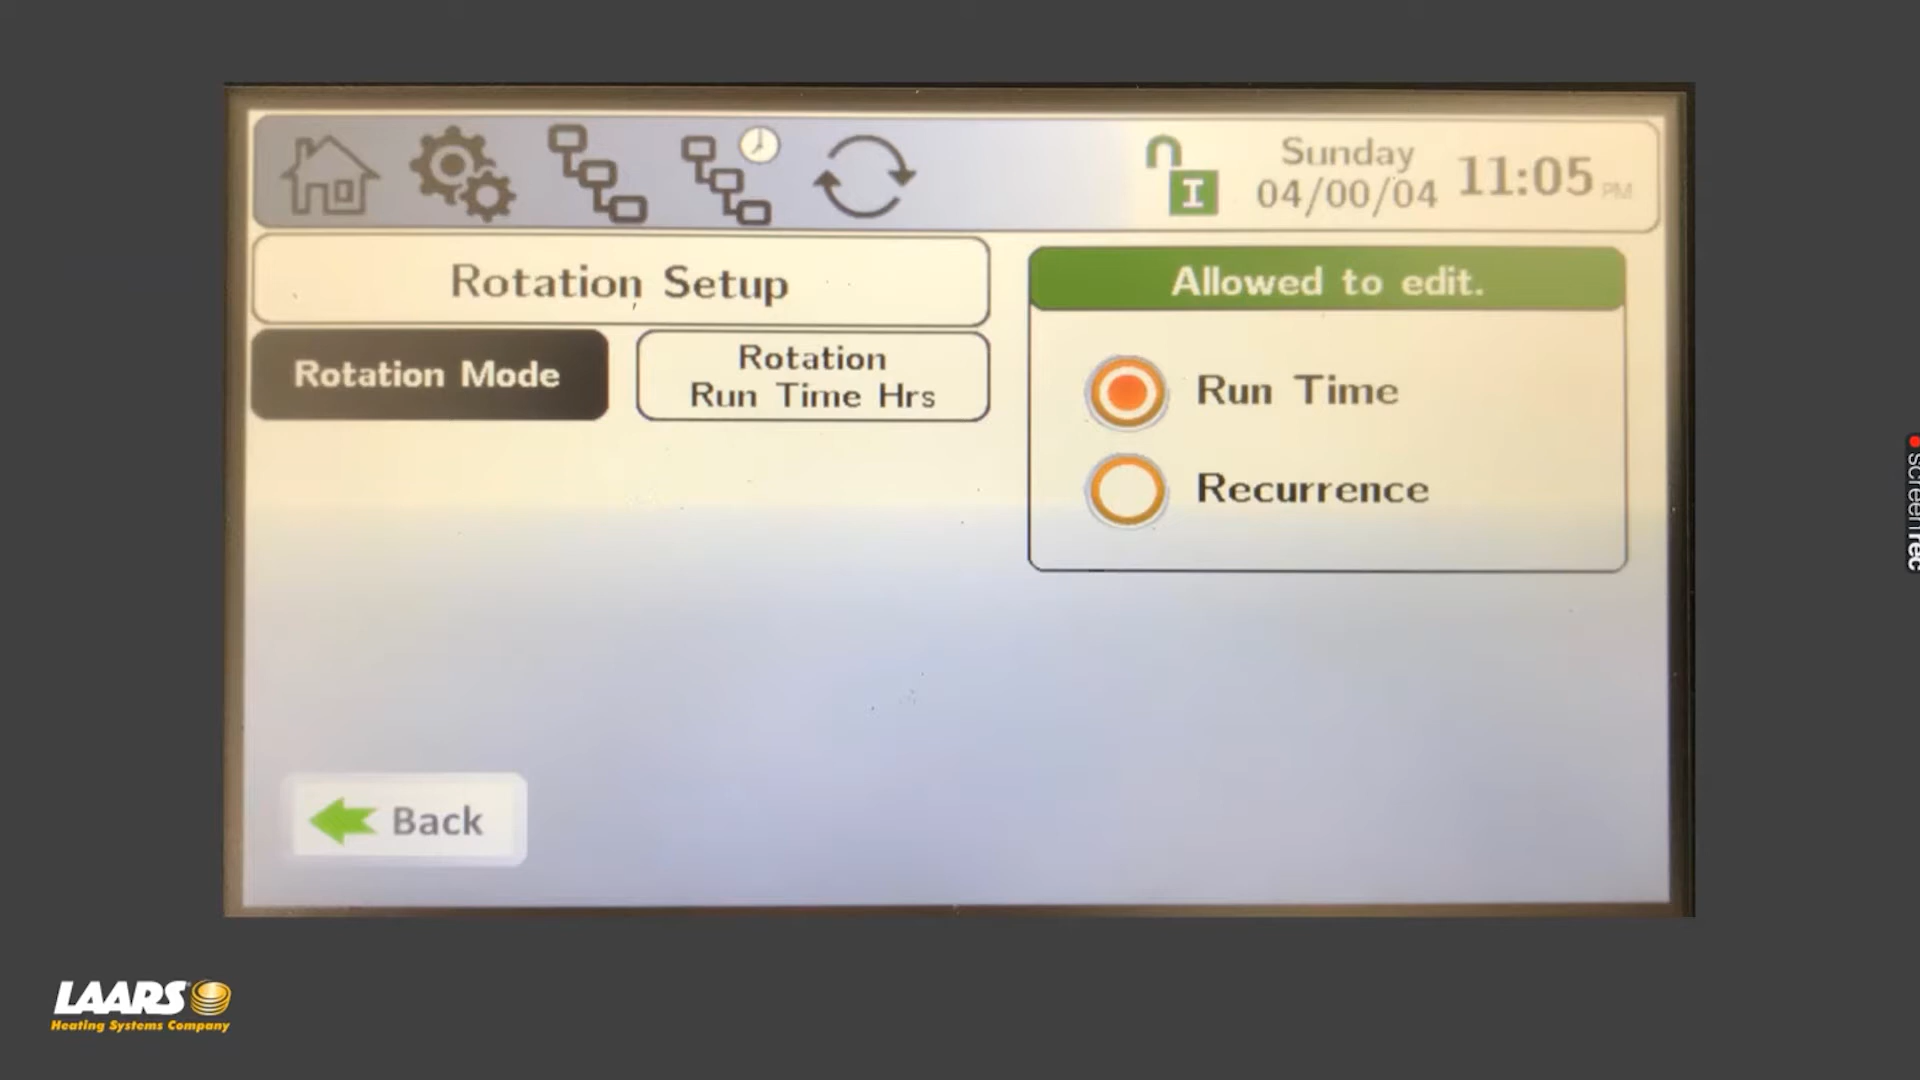 Sunday
04/00/04
11:05 PM
I
Rotation Setup
Allowed to edit.
Rotation Mode
Rotation
Run Time Hrs
Run Time
Recurrence
Back
LAARS
Heating Systems Company
screenrec